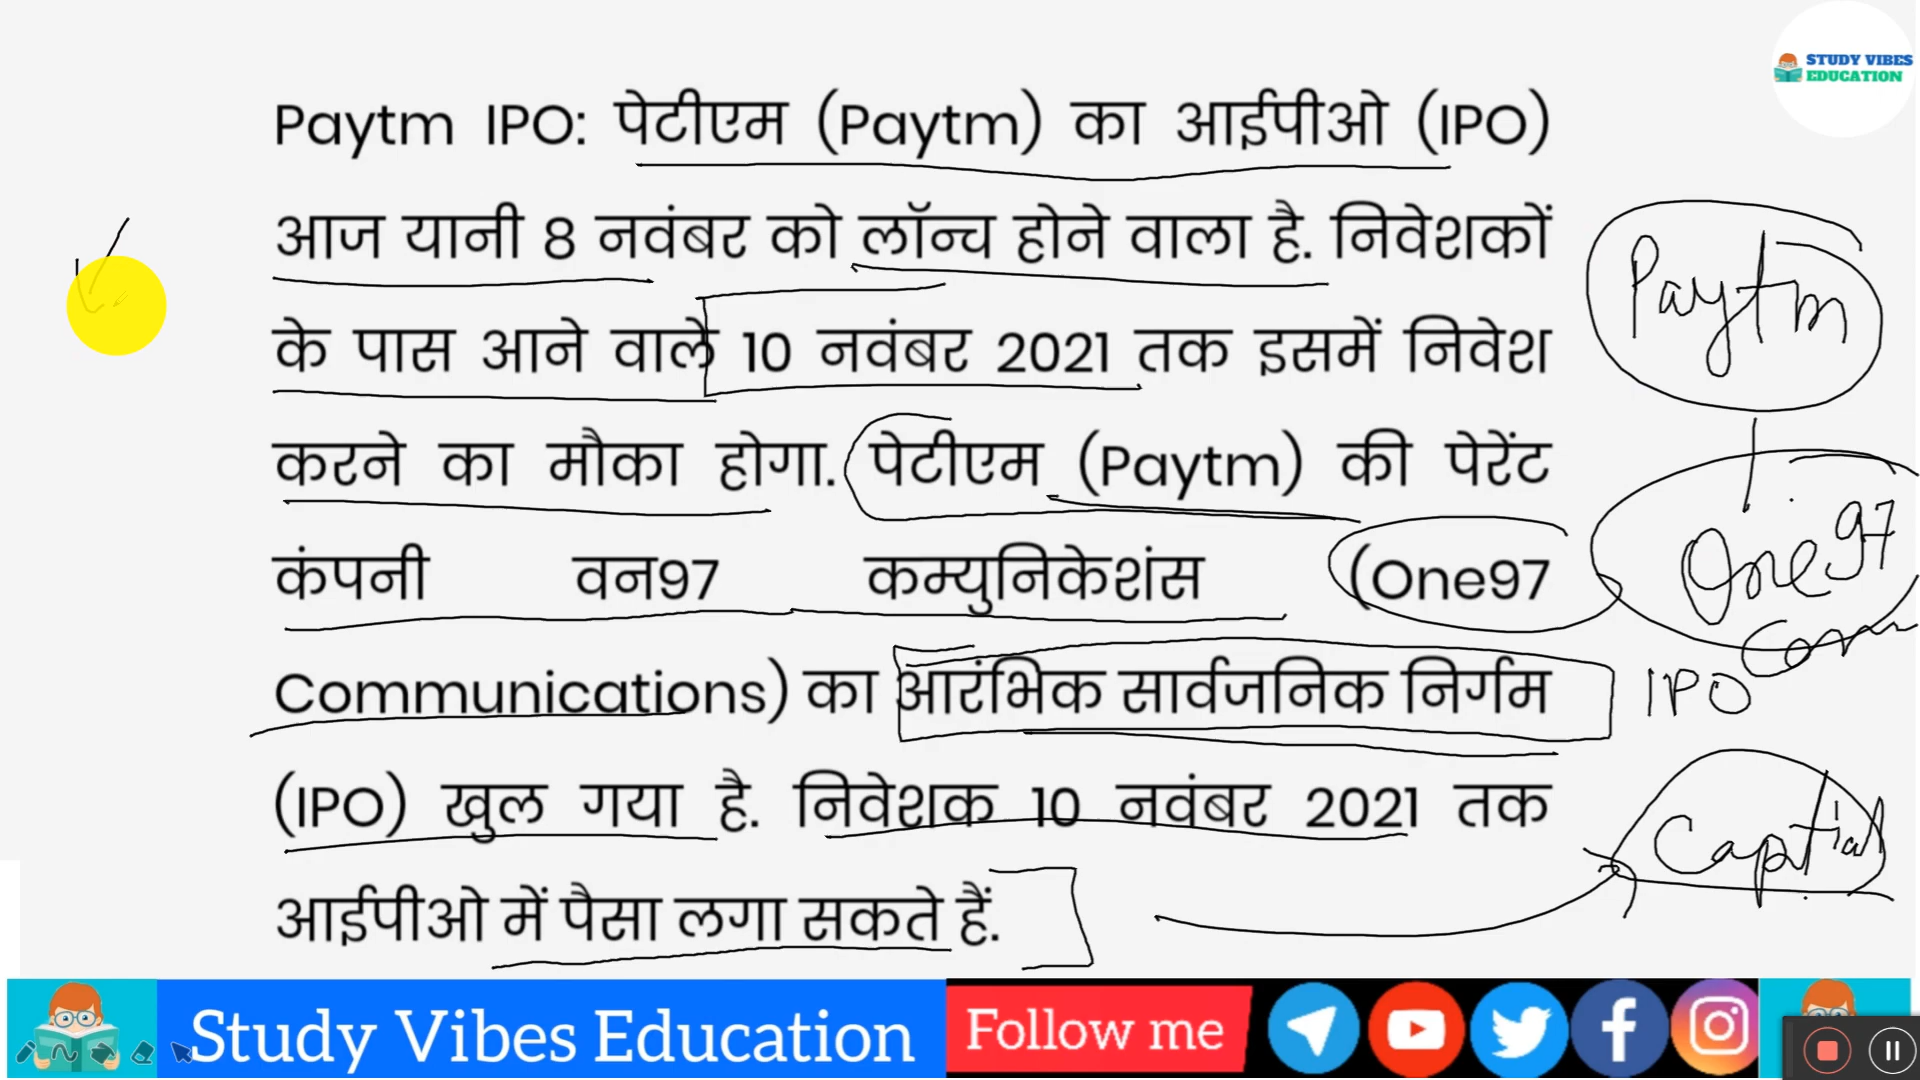 STUDY VIBES
EDUCATION
Paytm IPO: पेटीएम (Paytm) का आईपीओ (IPO)
आज यानी 8 नवंबर को लॉन्च होने वाला है. निवेशकों
के पास आने वाले 10 नवंबर 2021 तक इसमें निवेश
करने का मौका होगा. पेटीएम (Paytm) की पेरेंट
कंपनी वन97 कम्युनिकेशंस (One97
Communications) का आरंभिक सार्वजनिक निर्गम
(IPO) खुल गया है. निवेशक 10 नवंबर 2021 तक
आईपीओ में पैसा लगा सकते हैं.
Paytm
One97
Com
IPO
Captial
Study Vibes Education
Follow me